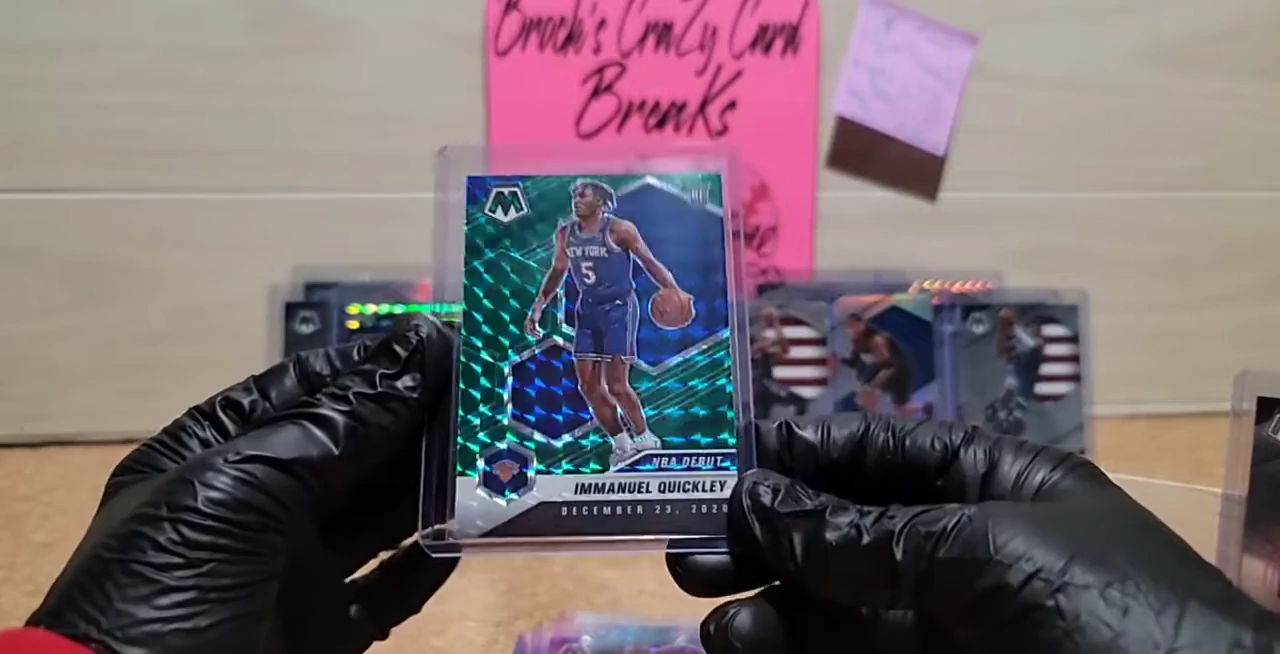 Brock's CraZy Card
BreaKs
M
NEW YORK
5
NBA DEBUT
IMMANUEL QUICKLEY
DECEMBER 23, 2020